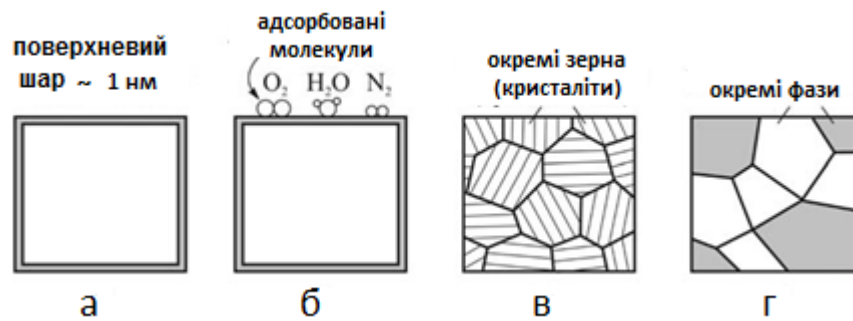 поверхневий
шар ~ 1 нм
адсорбовані
молекули
O₂ H₂O N₂
окремі зерна
(кристаліти)
окремі фази
а б в г